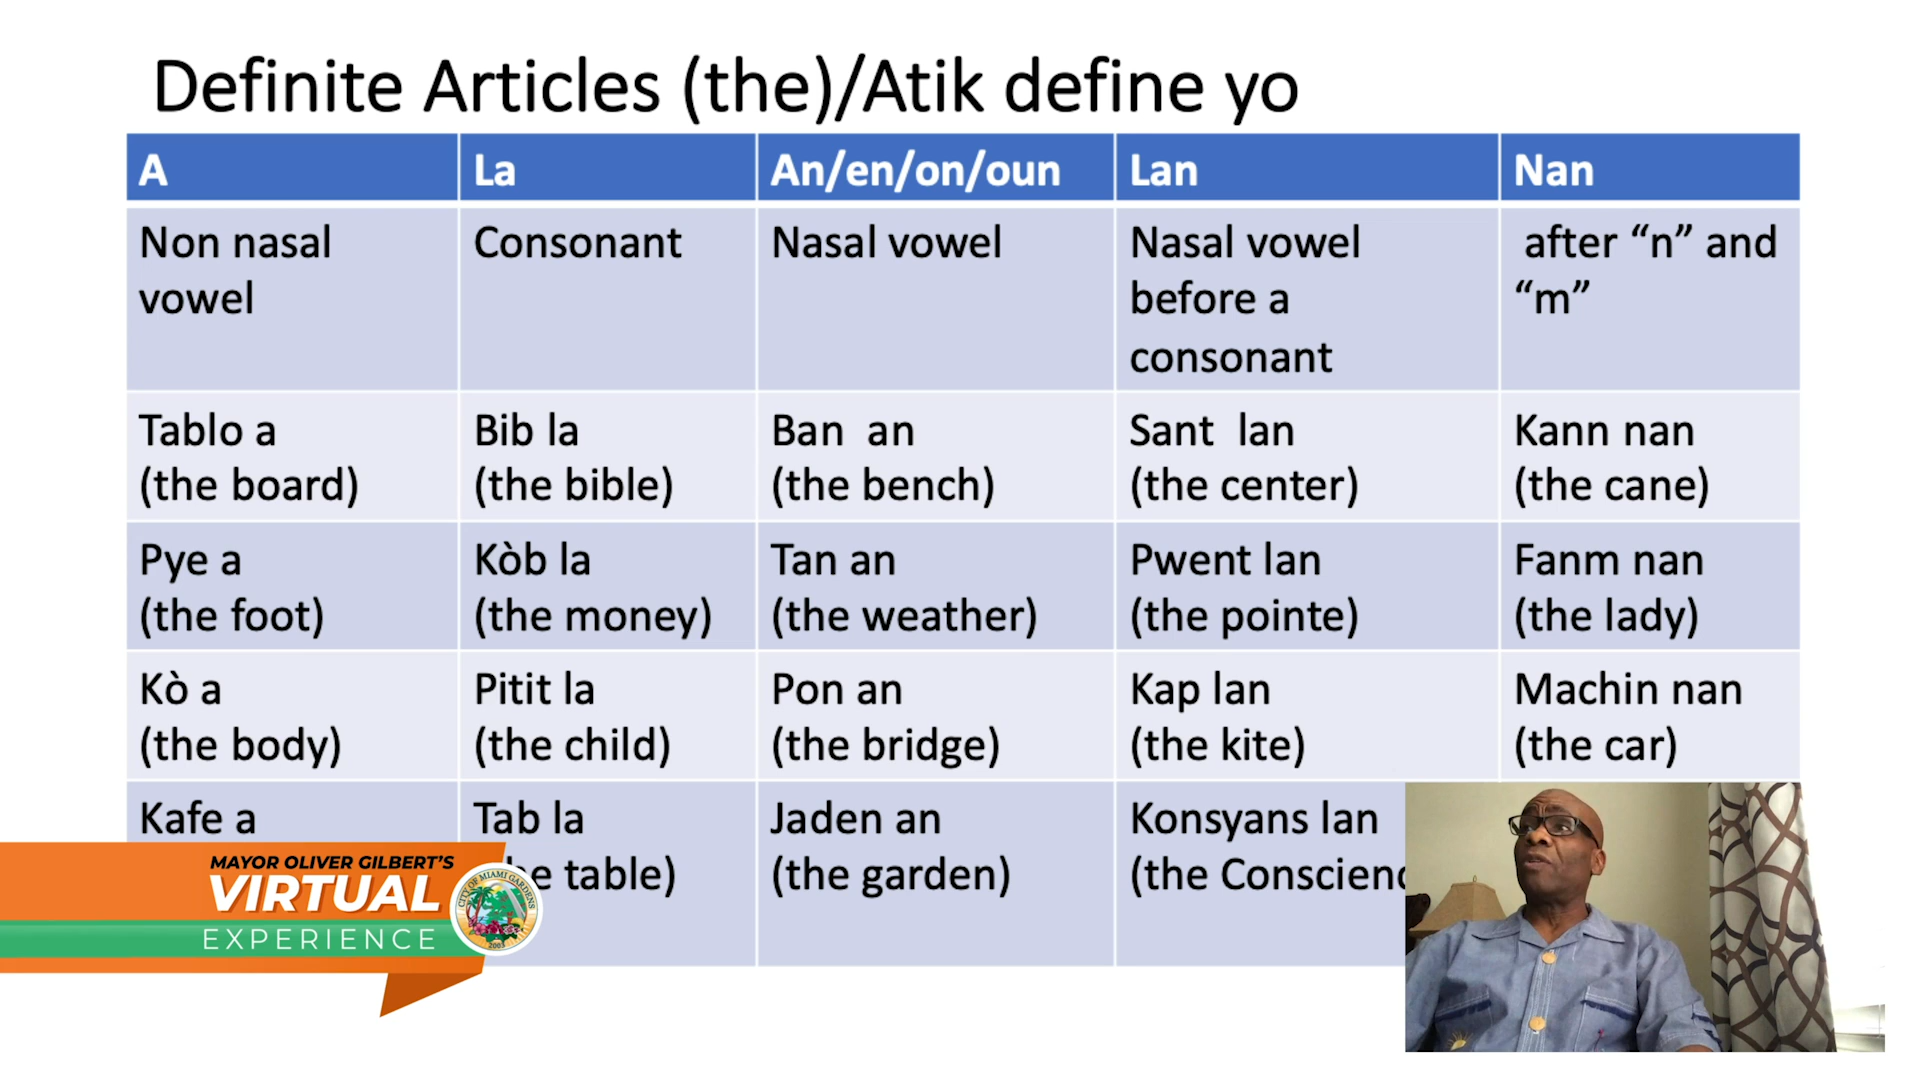 Definite Articles (the)/Atik define yo
A
La
An/en/on/oun
Lan
Nan
Non nasal
vowel
Consonant
Nasal vowel
Nasal vowel
before a
consonant
after “n” and
“m”
Tablo a
(the board)
Bib la
(the bible)
Ban an
(the bench)
Sant lan
(the center)
Kann nan
(the cane)
Pye a
(the foot)
Kòb la
(the money)
Tan an
(the weather)
Pwent lan
(the pointe)
Fanm nan
(the lady)
Kò a
(the body)
Pitit la
(the child)
Pon an
(the bridge)
Kap lan
(the kite)
Machin nan
(the car)
Kafe a
Tab la
table)
Jaden an
(the garden)
Konsyans lan
(the
MAYOR OLIVER GILBERT'S
VIRTUAL
EXPERIENCE
CITY OF MIAMI GARDENS
2003